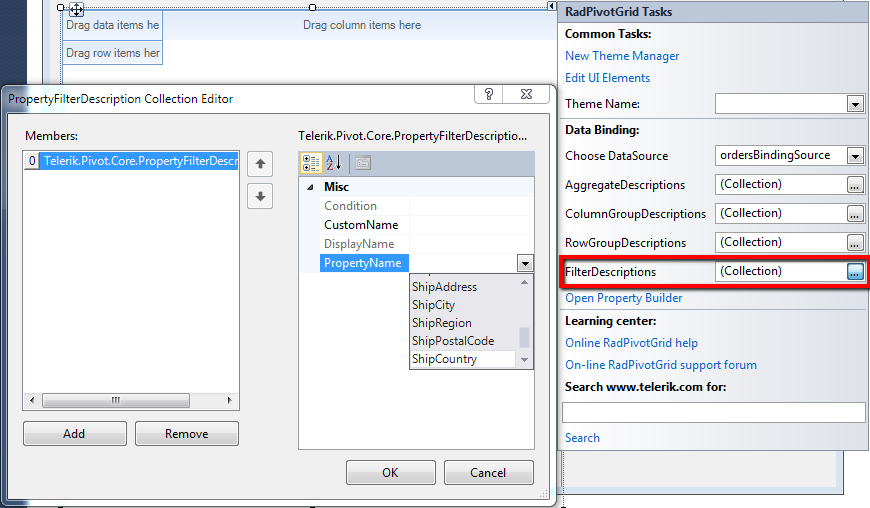 Drag data items he
Drag column items here
Drag row items her
RadPivotGrid Tasks
Common Tasks:
New Theme Manager
Edit UI Elements
Theme Name:
Data Binding:
Choose DataSource
ordersBindingSource
AggregateDescriptions
(Collection)
...
ColumnGroupDescriptions
(Collection)
...
RowGroupDescriptions
(Collection)
...
FilterDescriptions
(Collection)
...
Open Property Builder
Learning center:
Online RadPivotGrid help
On-line RadPivotGrid support forum
Search www.telerik.com for:
Search
PropertyFilterDescription Collection Editor
?
Members:
0 Telerik.Pivot.Core.PropertyFilterDescr
Add
Remove
Telerik.Pivot.Core.PropertyFilterDescriptio...
Misc
Condition
CustomName
DisplayName
PropertyName
ShipAddress
ShipCity
ShipRegion
ShipPostalCode
ShipCountry
OK
Cancel